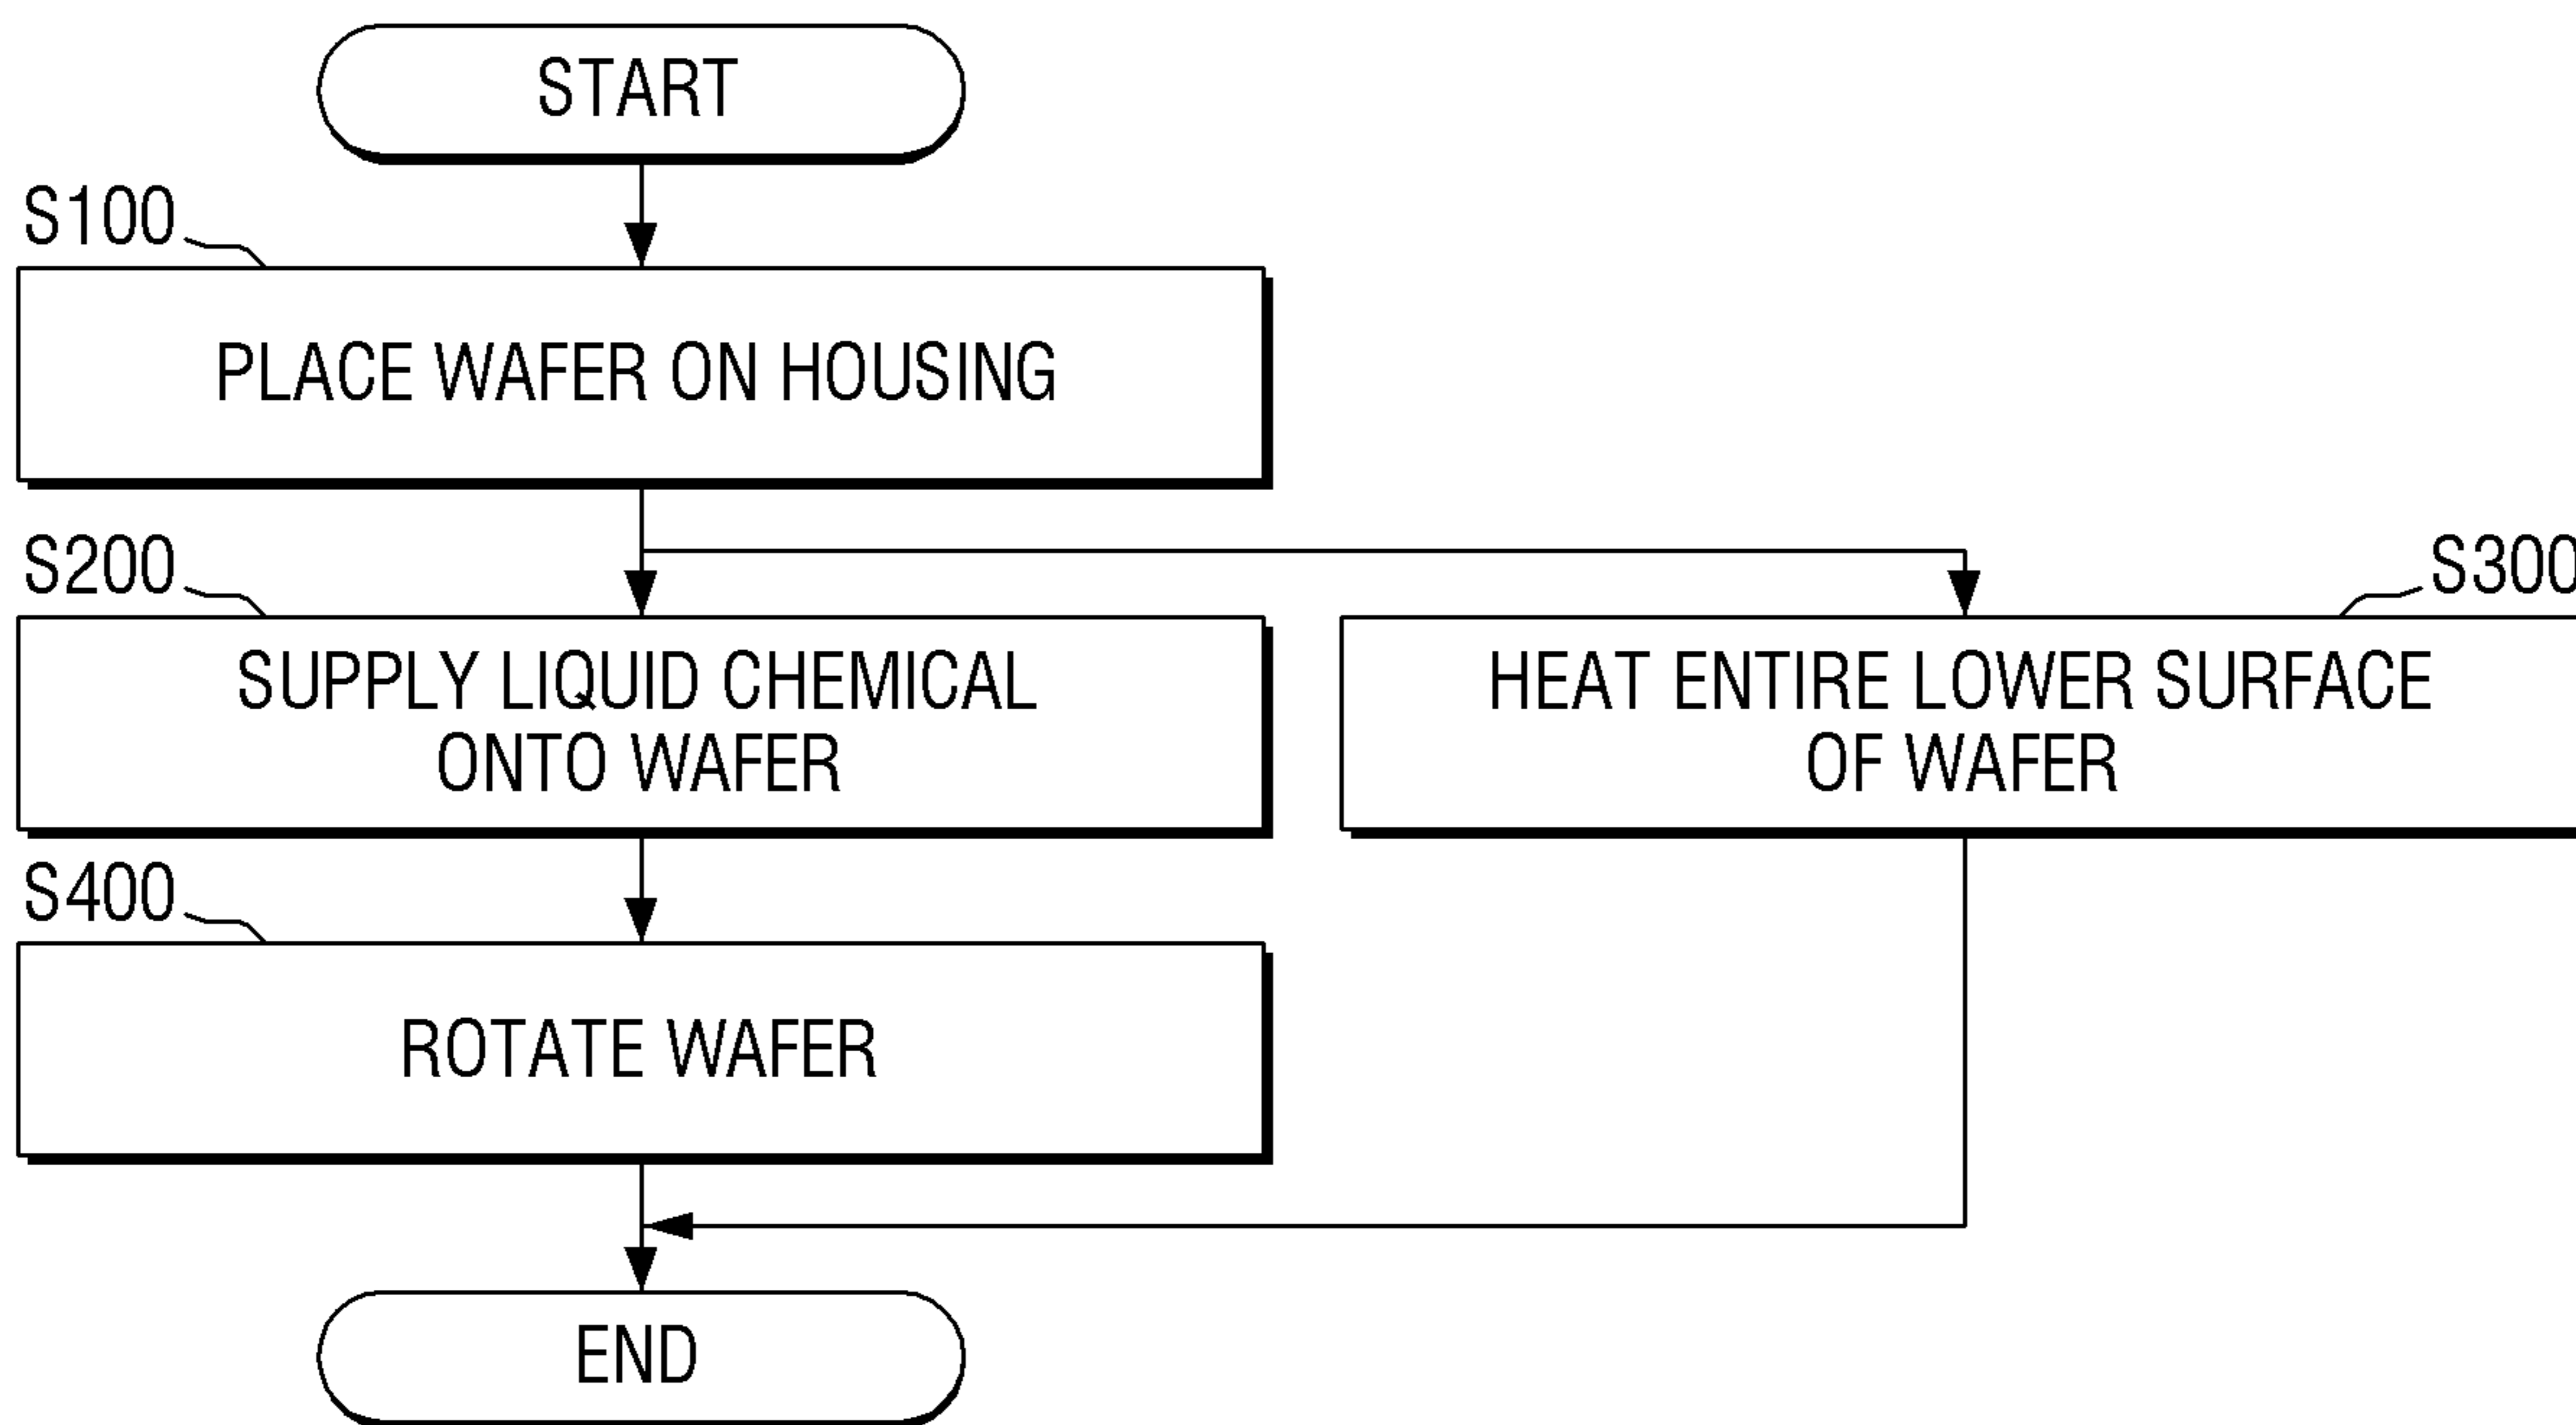 START
S100
PLACE WAFER ON HOUSING
S200
SUPPLY LIQUID CHEMICAL
ONTO WAFER
S300
HEAT ENTIRE LOWER SURFACE
OF WAFER
S400
ROTATE WAFER
END